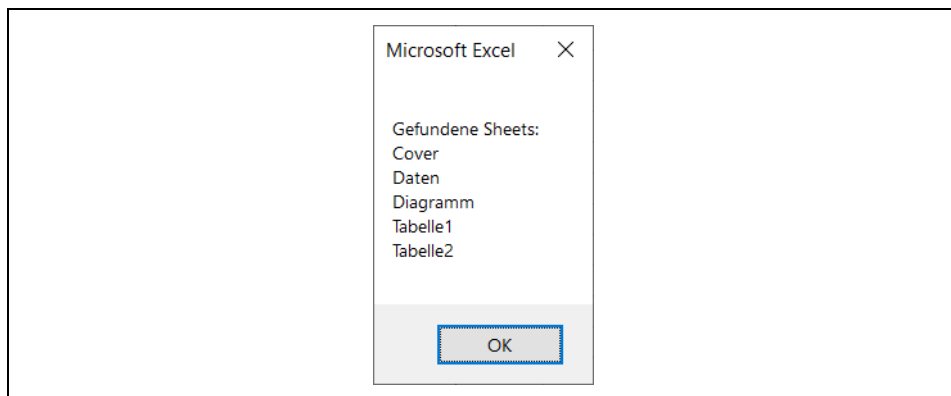 Microsoft Excel
Gefundene Sheets:
Cover
Daten
Diagramm
Tabelle1
Tabelle2
OK